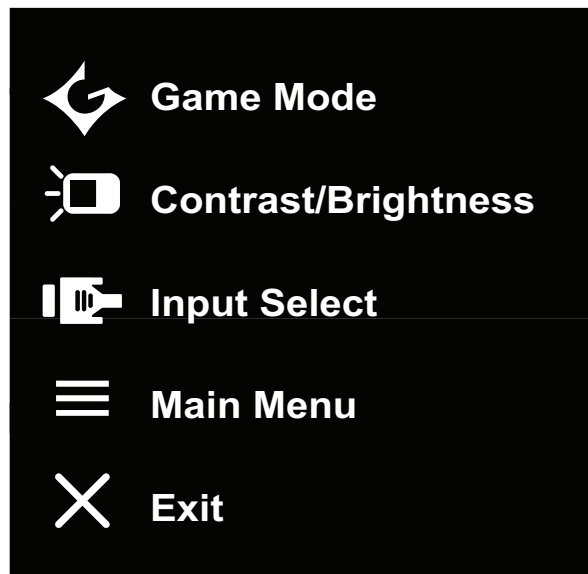 Game Mode
Contrast/Brightness
Input Select
Main Menu
Exit